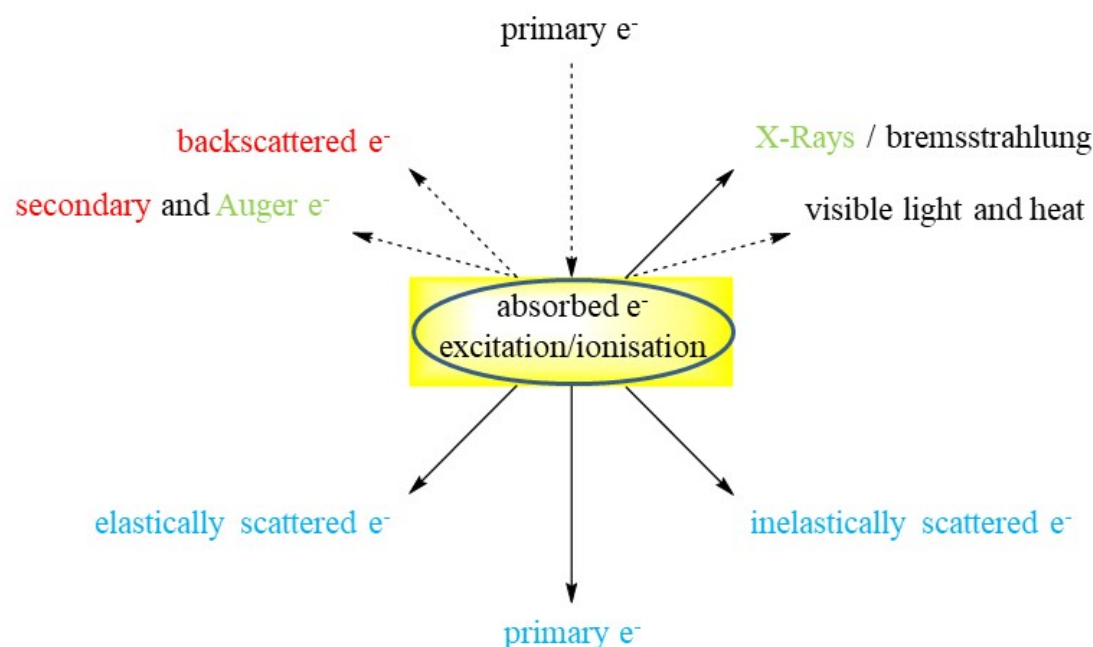 primary e⁻
backscattered e⁻
X-Rays / bremsstrahlung
secondary and Auger e⁻
visible light and heat
absorbed e⁻
excitation/ionisation
elastically scattered e⁻
inelastically scattered e⁻
primary e⁻